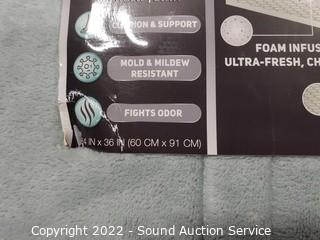 & SUPPORT
FOAM INFUS
ULTRA-FRESH, CH
MOLD & MILDEW
RESISTANT
FIGHTS ODOR
IN x 36 IN (60 CM x 91 CM)
Copyright 2022 - Sound Auction Service